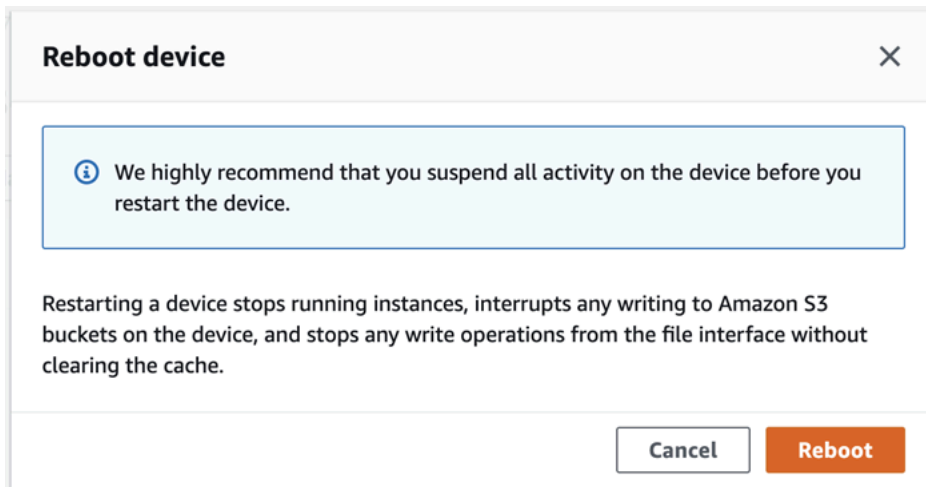 Reboot device
We highly recommend that you suspend all activity on the device before you
restart the device.
Restarting a device stops running instances, interrupts any writing to Amazon S3
buckets on the device, and stops any write operations from the file interface without
clearing the cache.
Cancel
Reboot